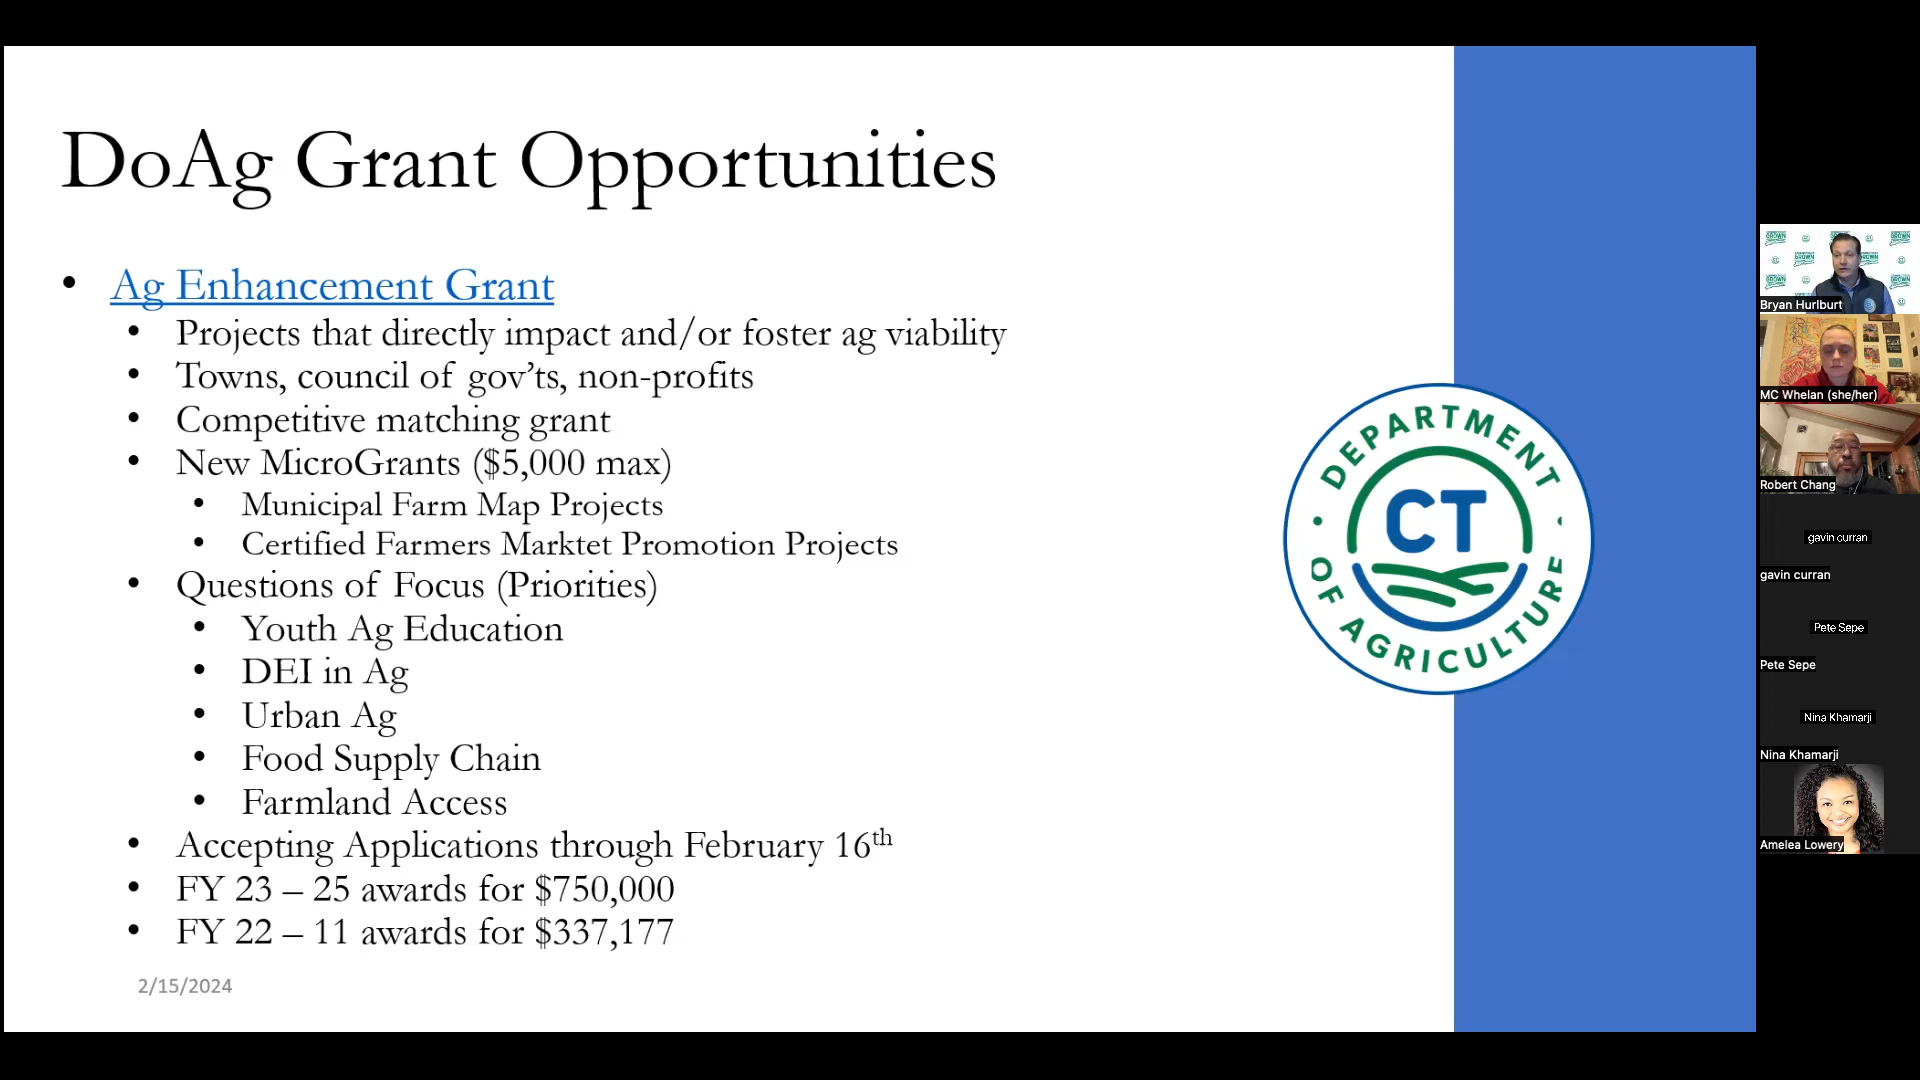 DoAg Grant Opportunities
• Ag Enhancement Grant
• Projects that directly impact and/or foster ag viability
• Towns, council of gov’ts, non-profits
• Competitive matching grant
• New MicroGrants ($5,000 max)
• Municipal Farm Map Projects
• Certified Farmers Marktet Promotion Projects
• Questions of Focus (Priorities)
• Youth Ag Education
• DEI in Ag
• Urban Ag
• Food Supply Chain
• Farmland Access
• Accepting Applications through February 16th
• FY 23 – 25 awards for $750,000
• FY 22 – 11 awards for $337,177
2/15/2024
• DEPARTMENT •
CT
OF AGRICULTURE
Bryan Hurlburt
MC Whelan (she/her)
Robert Chang
gavin curran
gavin curran
Pete Sepe
Pete Sepe
Nina Khamarji
Nina Khamarji
Amelea Lowery